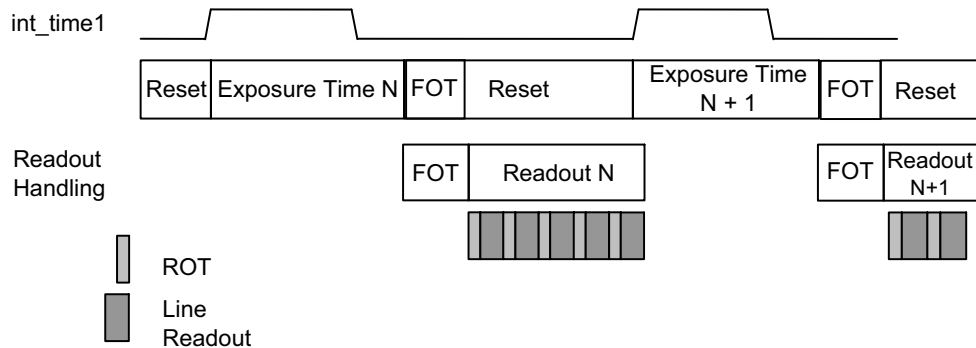 int_time1
Reset Exposure Time N FOT Reset Exposure Time N + 1 FOT Reset
Readout Handling FOT Readout N FOT Readout N+1
ROT
Line
Readout